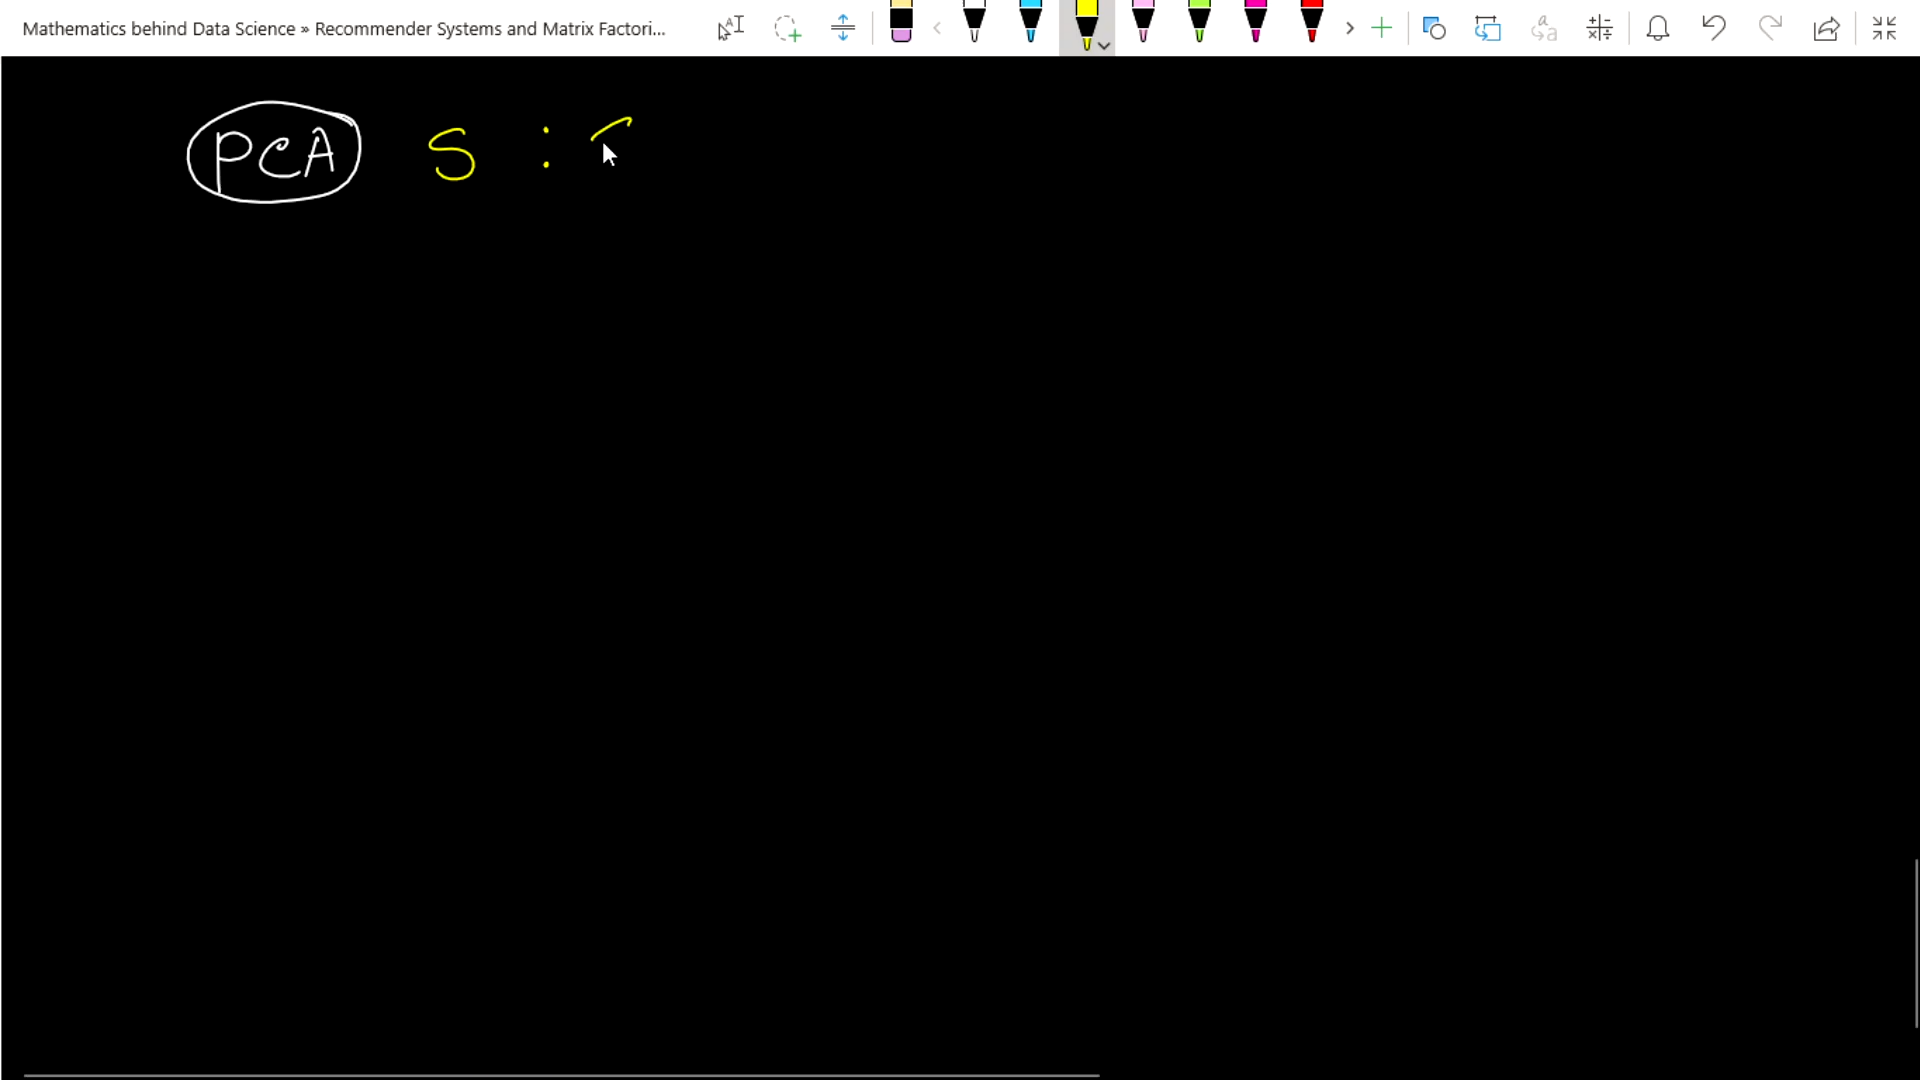 Mathematics behind Data Science » Recommender Systems and Matrix Factori...
PCA S :